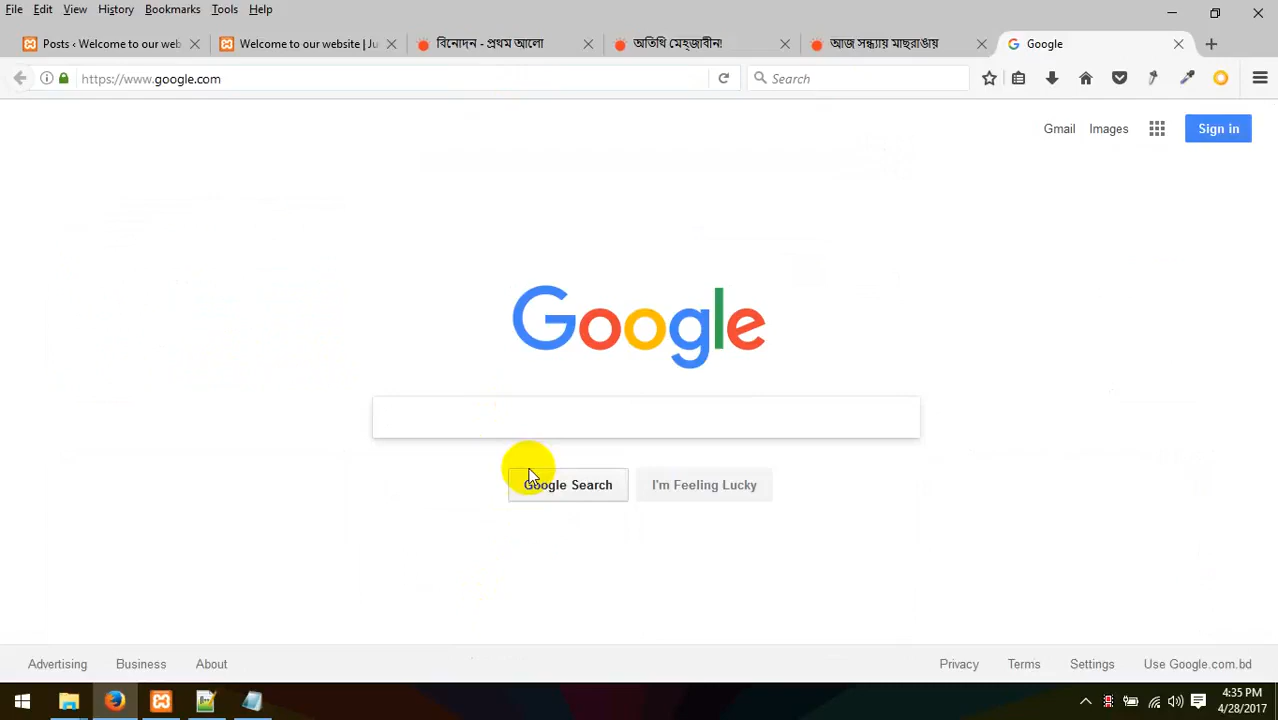 File Edit View History Bookmarks Tools Help
Posts ‹ Welcome to our web
Welcome to our website | Ju
বিনোদন - প্রথম আলো
অতিথি মেহ্জাবীন!
আজ সন্ধ্যায় মাছরাঙায়
Google
https://www.google.com
Search
Gmail Images Sign in
Google
Google Search I'm Feeling Lucky
Advertising Business About Privacy Terms Settings Use Google.com.bd
4:35 PM
4/28/2017